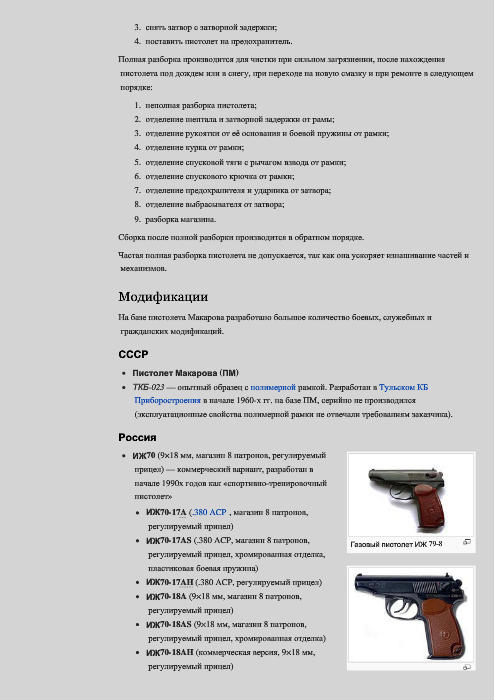 3. снять затвор с затворной задержки;
4. поставить пистолет на предохранитель.
Полная разборка производится для чистки при сильном загрязнении, после нахождения
пистолета под дождем или в снегу, при переходе на новую смазку и при ремонте в следующем
порядке:
1. неполная разборка пистолета;
2. отделение шептала и затворной задержки от рамы;
3. отделение рукоятки от её основания и боевой пружины от рамки;
4. отделение курка от рамки;
5. отделение спусковой тяги с рычагом взвода от рамки;
6. отделение спускового крючка от рамки;
7. отделение предохранителя и ударника от затвора;
8. отделение выбрасывателя от затвора;
9. разборка магазина.
Сборка после полной разборки производится в обратном порядке.
Частая полная разборка пистолета не допускается, так как она ускоряет изнашивание частей и
механизмов.
Модификации
На базе пистолета Макарова разработано большое количество боевых, служебных и
гражданских модификаций.
СССР
• Пистолет Макарова (ПМ)
• ТКБ-023 — опытный образец с полимерной рамкой. Разработан в Тульском КБ
Приборостроения в начале 1960-х гг. на базе ПМ, серийно не производился
(эксплуатационные свойства полимерной рамки не отвечали требованиям заказчика).
Россия
• ИЖ70 (9×18 мм, магазин 8 патронов, регулируемый
прицел) — коммерческий вариант, разработан в
начале 1990х годов как «спортивно-тренировочный
пистолет»
• ИЖ70-17А (.380 ACP , магазин 8 патронов,
регулируемый прицел)
• ИЖ70-17AS (.380 ACP, магазин 8 патронов,
регулируемый прицел, хромированная отделка,
пластиковая боевая пружина)
• ИЖ70-17АН (.380 ACP, регулируемый прицел)
• ИЖ70-18А (9×18 мм, магазин 8 патронов,
регулируемый прицел)
• ИЖ70-18AS (9×18 мм, магазин 8 патронов,
регулируемый прицел, хромированная отделка)
• ИЖ70-18АН (коммерческая версия, 9×18 мм,
регулируемый прицел)
Газовый пистолет ИЖ 79-8